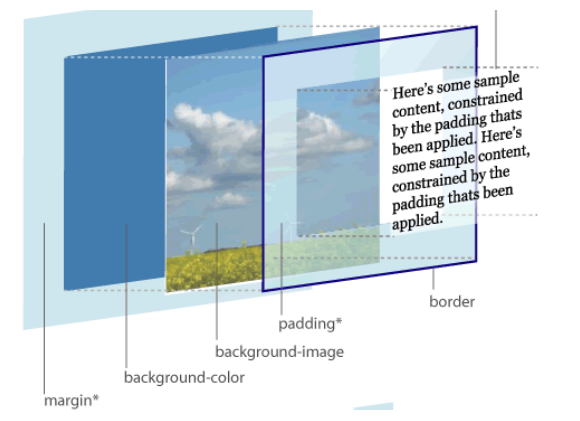 Here's some sample
content, constrained
by the padding thats
been applied. Here's
some sample content,
constrained by the
padding thats been
applied.
border
padding*
background-image
background-color
margin*